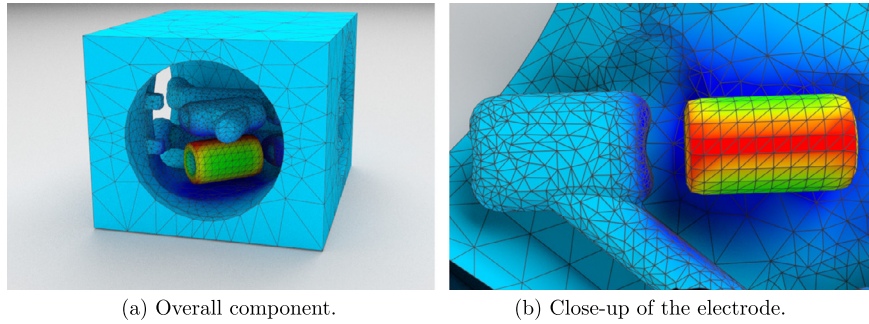 (a) Overall component.
(b) Close-up of the electrode.